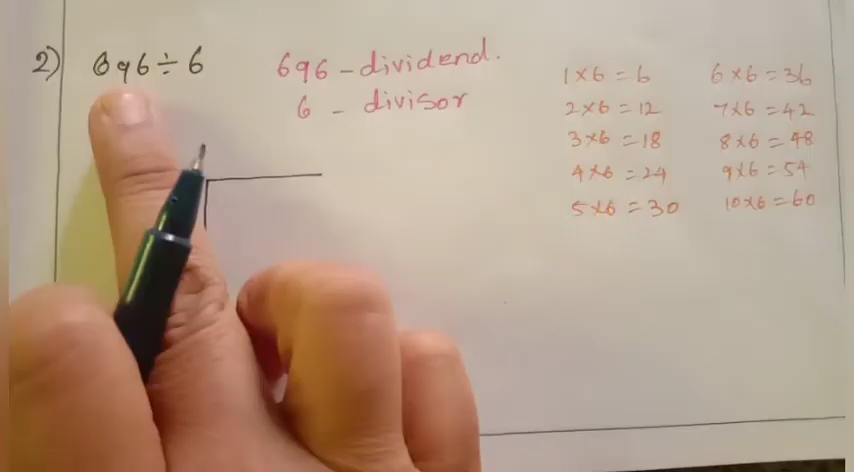 2) 696 ÷ 6
696 - dividend.
6 - divisor
1 x 6 = 6
2 x 6 = 12
3 x 6 = 18
4 x 6 = 24
5 x 6 = 30
6 x 6 = 36
7 x 6 = 42
8 x 6 = 48
9 x 6 = 54
10 x 6 = 60